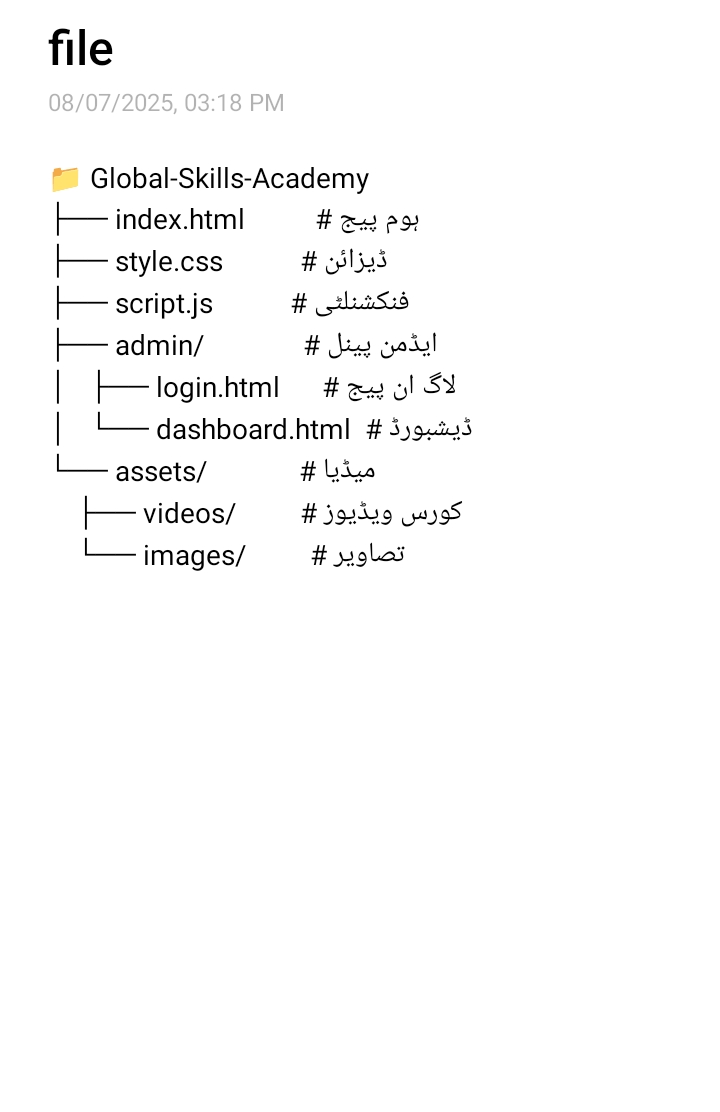 file
08/07/2025, 03:18 PM
📁 Global-Skills-Academy
├── index.html # ہوم پیج
├── style.css # ڈیزائن
├── script.js # فنکشنلٹی
├── admin/ # ایڈمن پینل
│ ├── login.html # لاگ ان پیج
│ └── dashboard.html # ڈیشبورڈ
└── assets/ # میڈیا
├── videos/ # کورس ویڈیوز
└── images/ # تصاویر